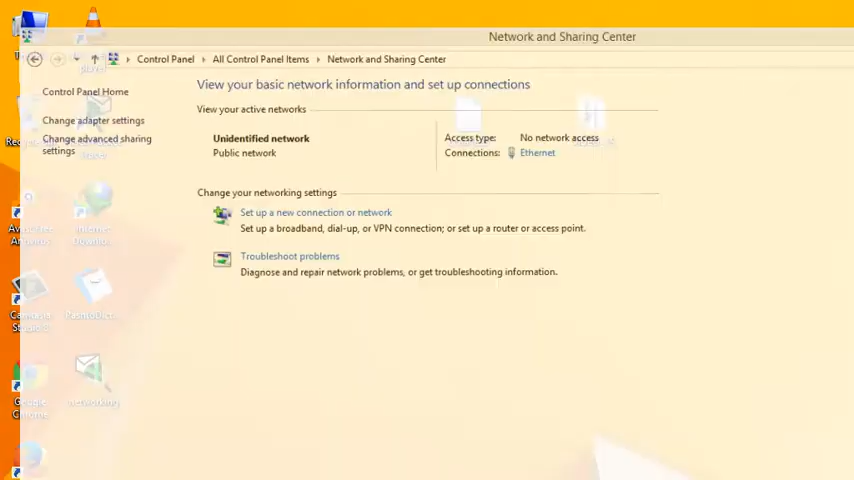 Network and Sharing Center
Control Panel All Control Panel Items Network and Sharing Center
View your basic network information and set up connections
Control Panel Home
View your active networks
Change adapter settings
Change advanced sharing
settings
Unidentified network
Public network
Access type: No network access
Connections: Ethernet
Change your networking settings
Set up a new connection or network
Set up a broadband, dial-up, or VPN connection; or set up a router or access point.
Troubleshoot problems
Diagnose and repair network problems, or get troubleshooting information.
player
Antivirus
Internet
Google
Chrome
networking